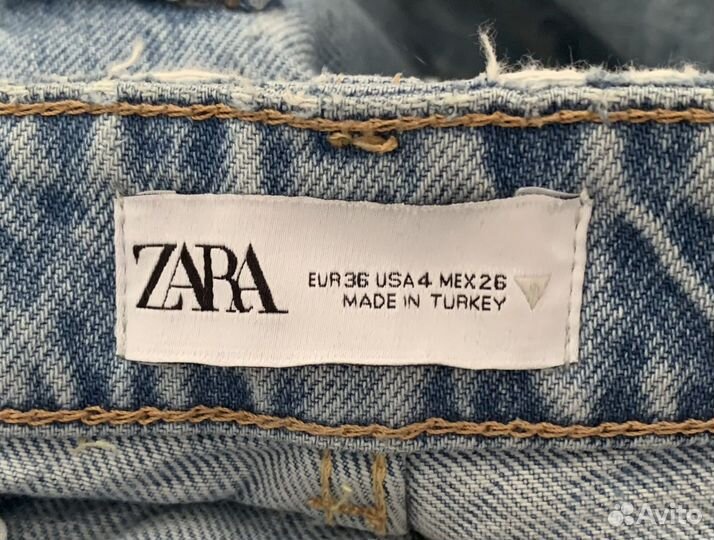 ZARA
EUR36 USA4 MEX26
MADE IN TURKEY
Avito